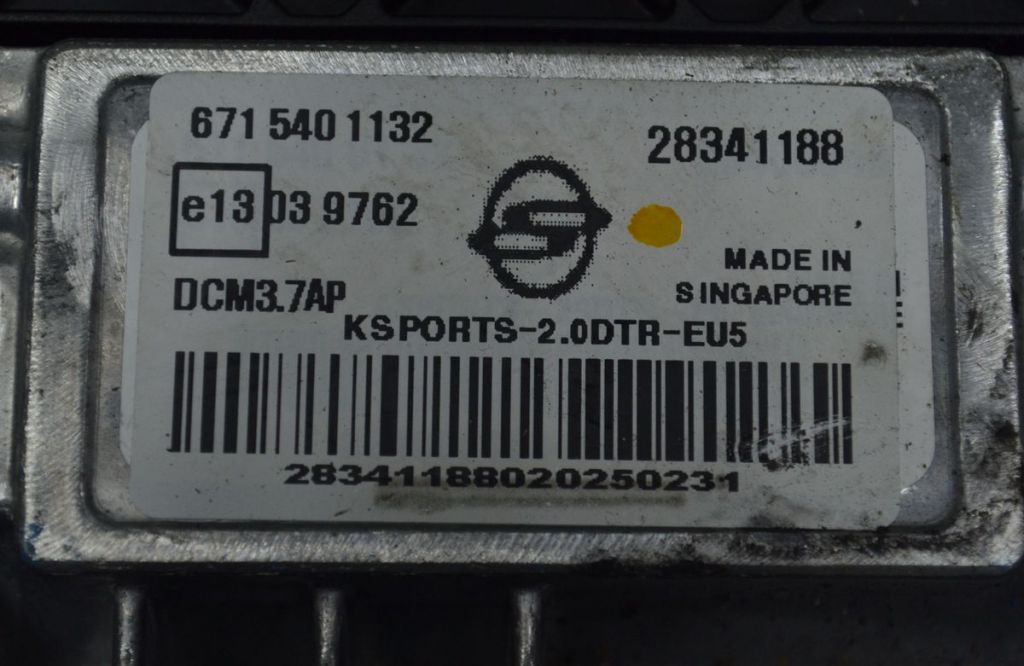 671 540 1132
28341188
e13 03 9762
MADE IN
SINGAPORE
DCM3.7AP
KSPORTS-2.0DTR-EU5
28341188020250231